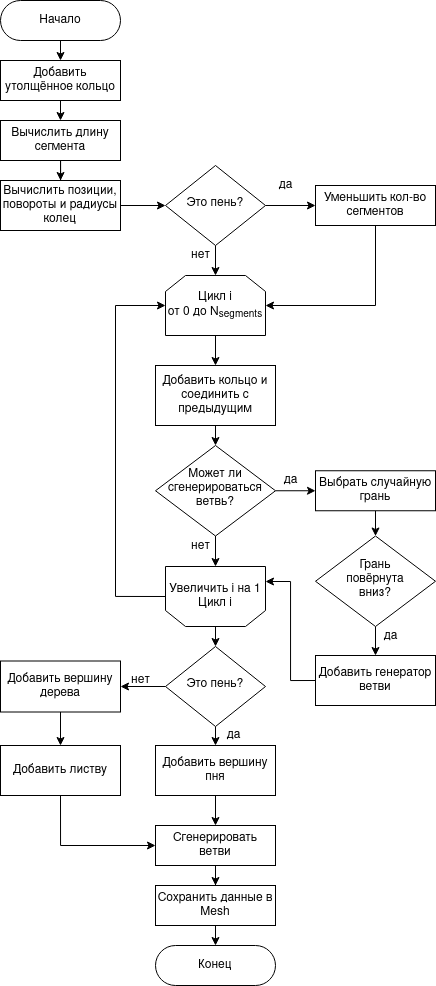 Начало
Добавить
утолщённое кольцо
Вычислить длину
сегмента
Вычислить позиции,
повороты и радиусы
колец
Это пень?
да
Уменьшить кол-во
сегментов
нет
Цикл i
от 0 до Nsegments
Добавить кольцо и
соединить с
предыдущим
Может ли
сгенерироваться
ветвь?
да
Выбрать случайную
грань
нет
Грань
повёрнута
вниз?
Увеличить i на 1
Цикл i
да
Добавить генератор
ветви
Это пень?
нет
Добавить вершину
дерева
да
Добавить листву
Добавить вершину
пня
Сгенерировать
ветви
Сохранить данные в
Mesh
Конец